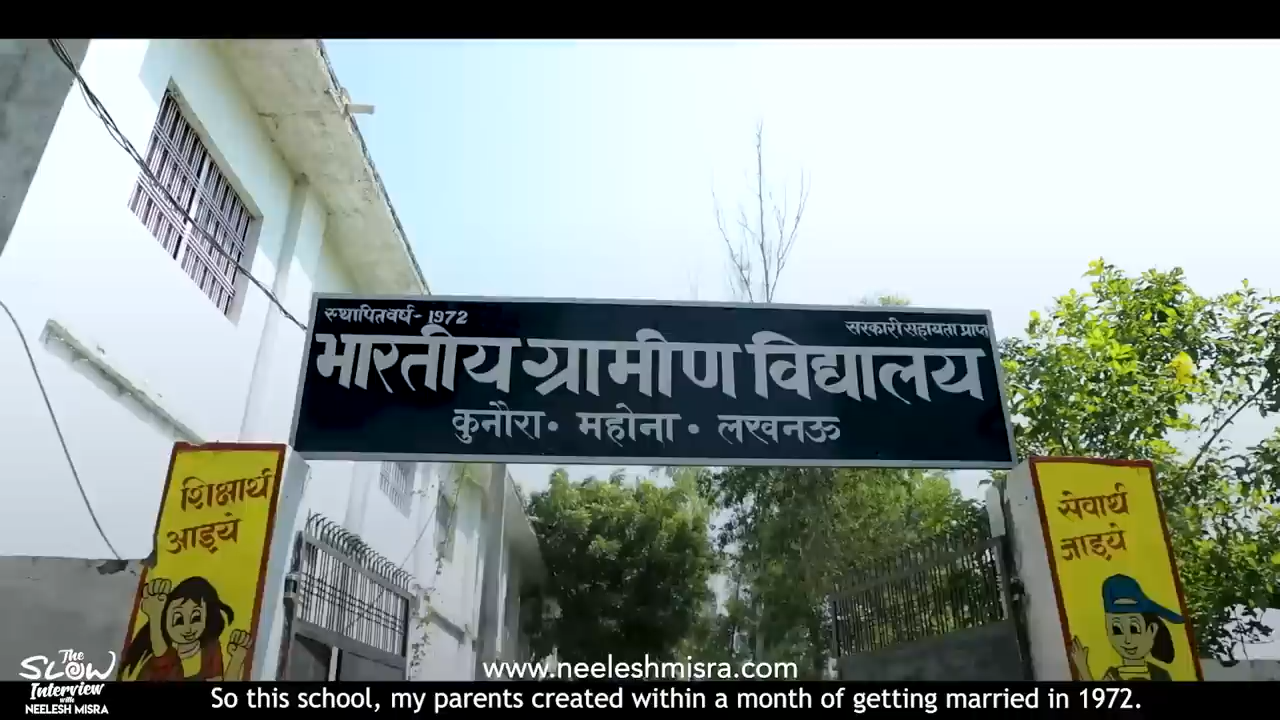 स्थापित वर्ष - 1972
सरकारी सहायता प्राप्त
भारतीय ग्रामीण विद्यालय
कुनौरा • महोना • लखनऊ
शिक्षार्थ
आइये
सेवार्थ
जाइये
www.neeleshmisra.com
The
SLOW
Interview
with
NEELESH MISRA
So this school, my parents created within a month of getting married in 1972.